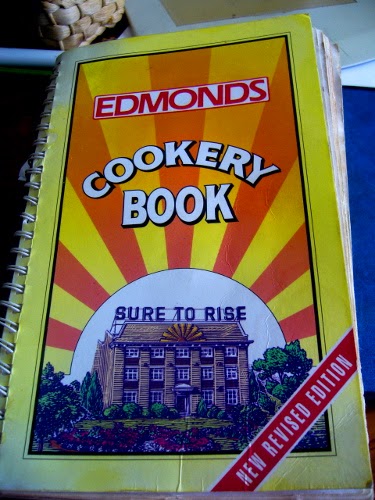 EDMONDS
COOKERY
BOOK
SURE TO RISE
NEW REVISED EDITION